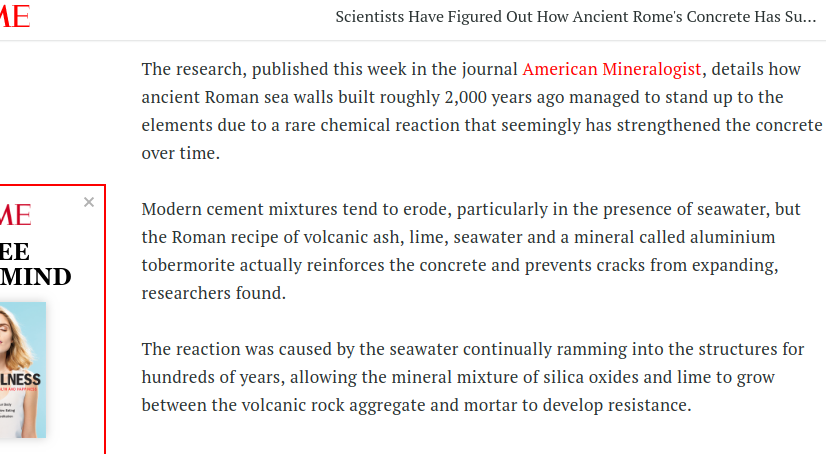 ME
Scientists Have Figured Out How Ancient Rome's Concrete Has Su...
The research, published this week in the journal American Mineralogist, details how
ancient Roman sea walls built roughly 2,000 years ago managed to stand up to the
elements due to a rare chemical reaction that seemingly has strengthened the concrete
over time.
ME
EE
MIND
LNESS
Modern cement mixtures tend to erode, particularly in the presence of seawater, but
the Roman recipe of volcanic ash, lime, seawater and a mineral called aluminium
tobermorite actually reinforces the concrete and prevents cracks from expanding,
researchers found.
The reaction was caused by the seawater continually ramming into the structures for
hundreds of years, allowing the mineral mixture of silica oxides and lime to grow
between the volcanic rock aggregate and mortar to develop resistance.